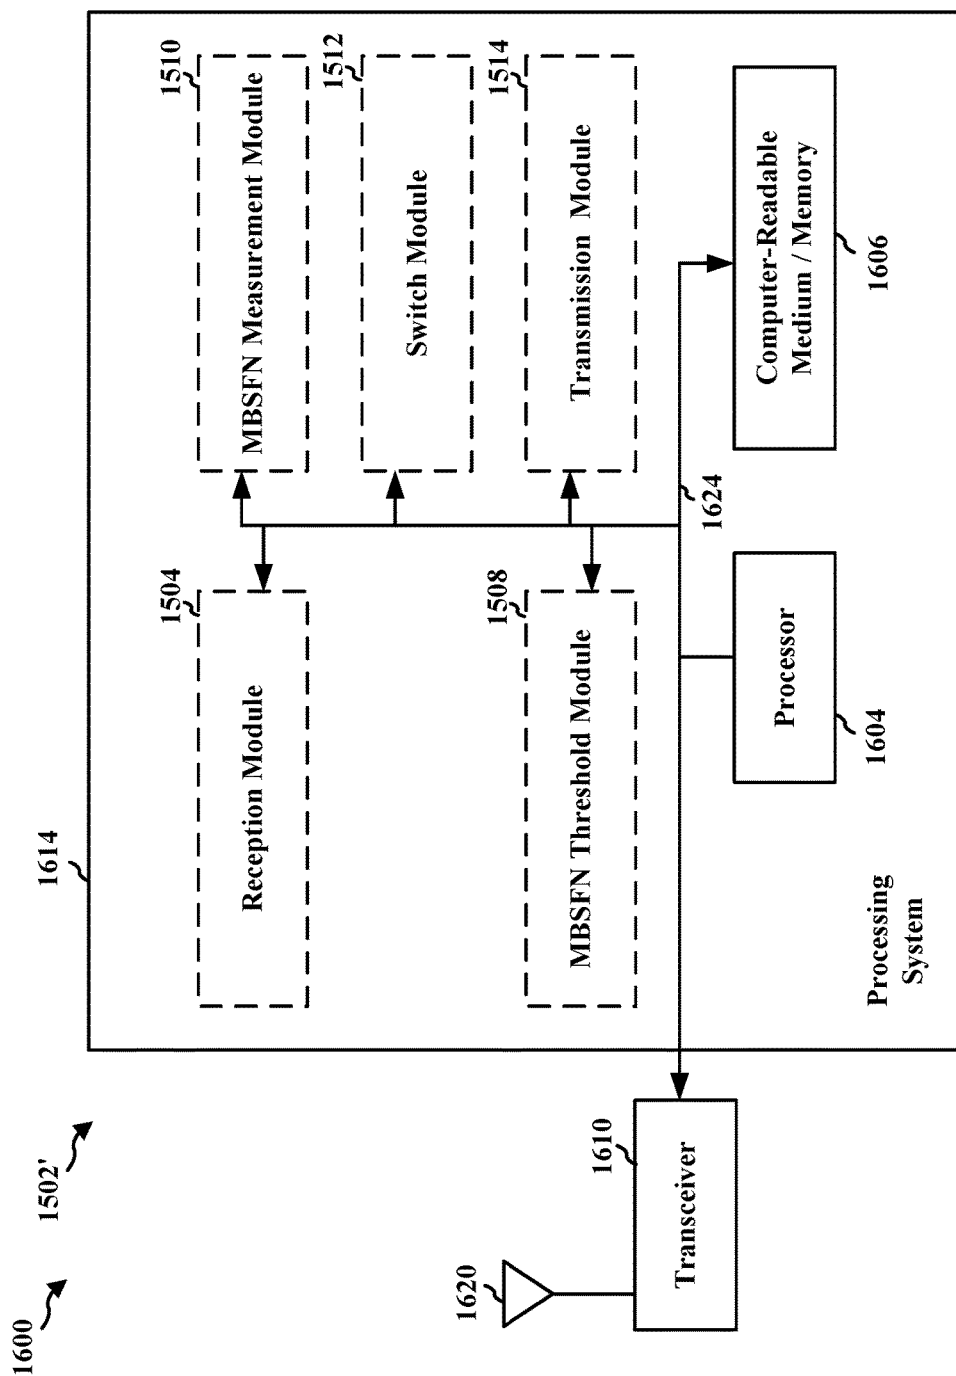 1600
1502'
1614
1504
Reception Module
1510
MBSFN Measurement Module
1512
Switch Module
1508
MBSFN Threshold Module
1514
Transmission Module
1620
1610
Transceiver
1624
Processor
1604
Computer-Readable
Medium / Memory
1606
Processing
System